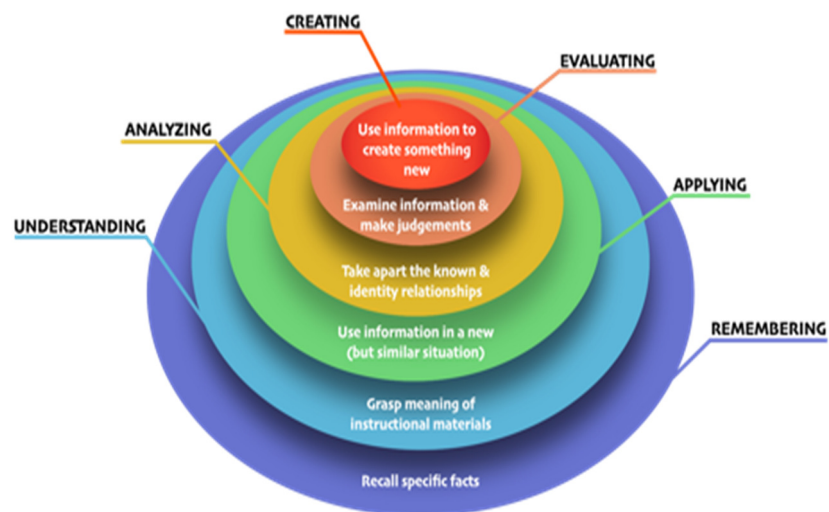 CREATING
EVALUATING
ANALYZING
Use information to
create something
new
APPLYING
Examine information &
make judgements
UNDERSTANDING
Take apart the known &
identity relationships
REMEMBERING
Use information in a new
(but similar situation)
Grasp meaning of
instructional materials
Recall specific facts